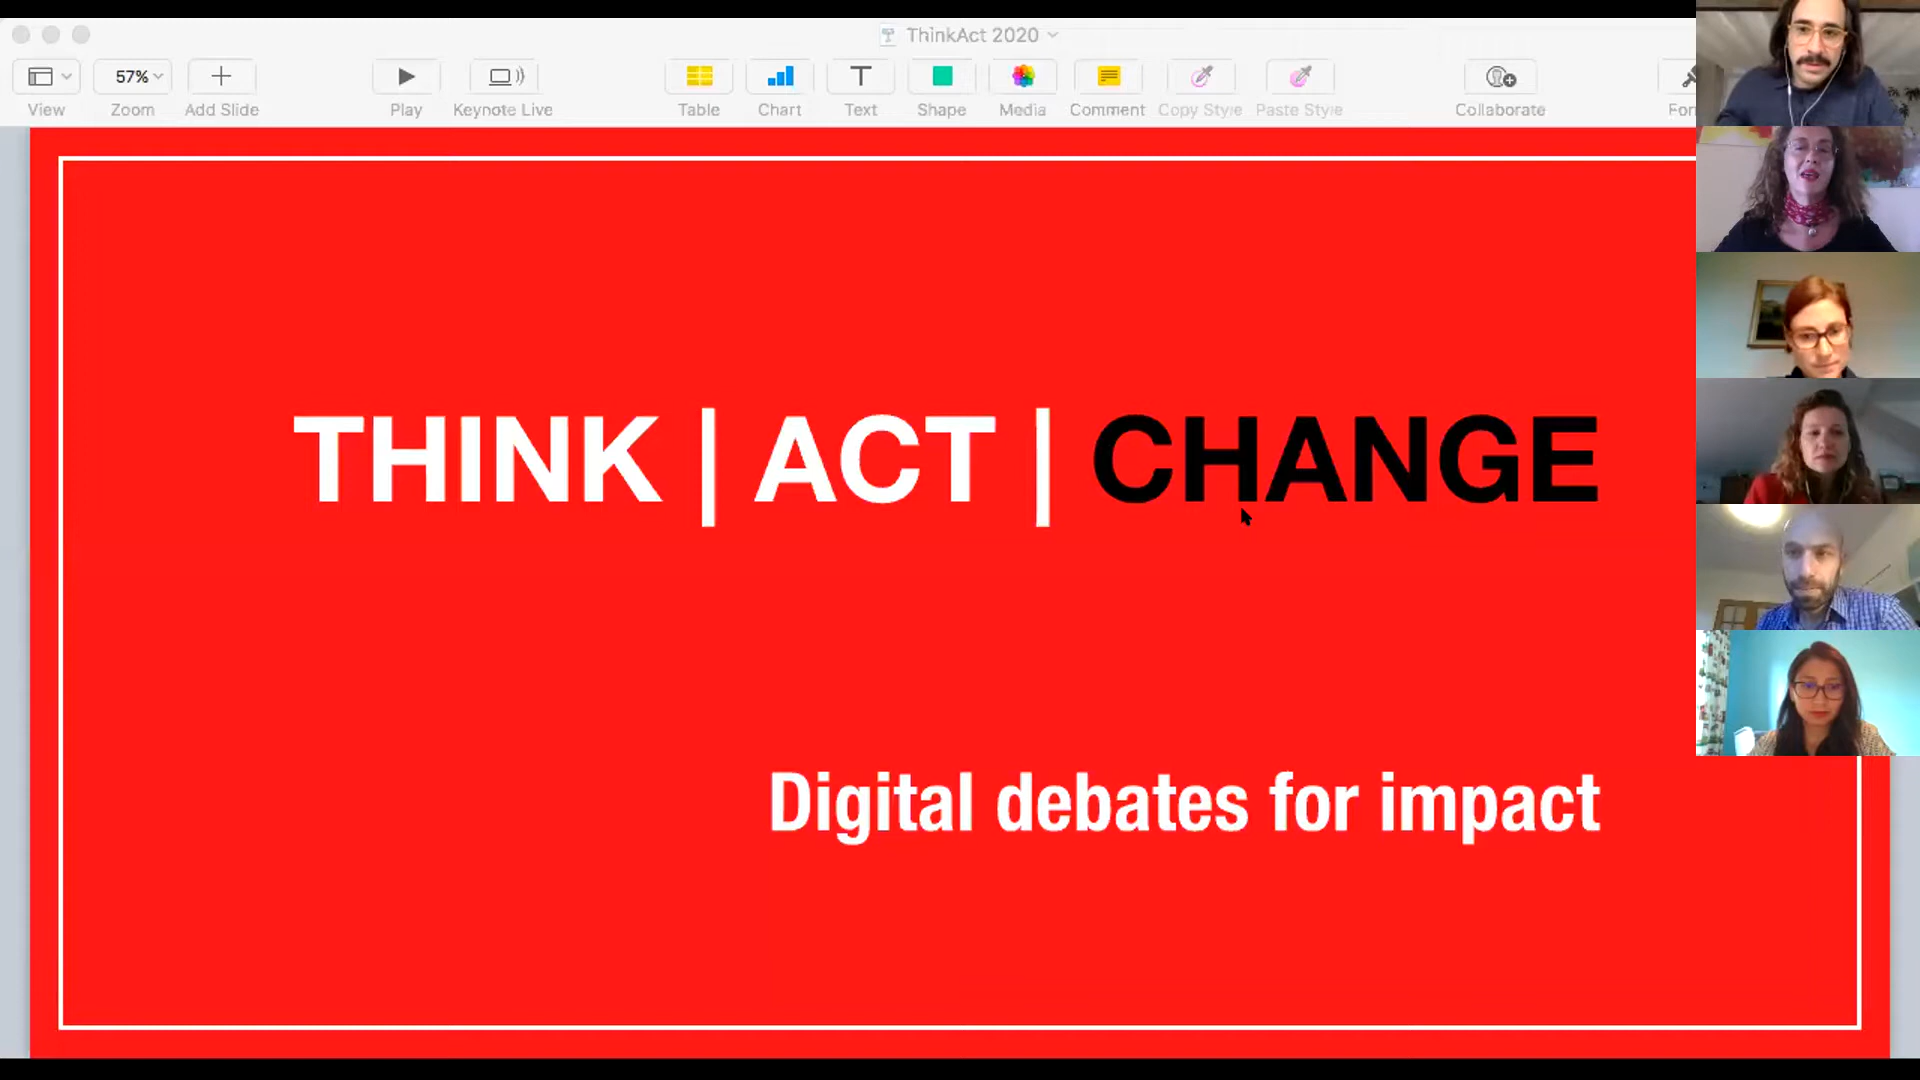 ThinkAct 2020
57%
View
Zoom
Add Slide
Play
Keynote Live
Table
Chart
Text
Shape
Media
Comment
Copy Style
Paste Style
Collaborate
THINK | ACT | CHANGE
Digital debates for impact